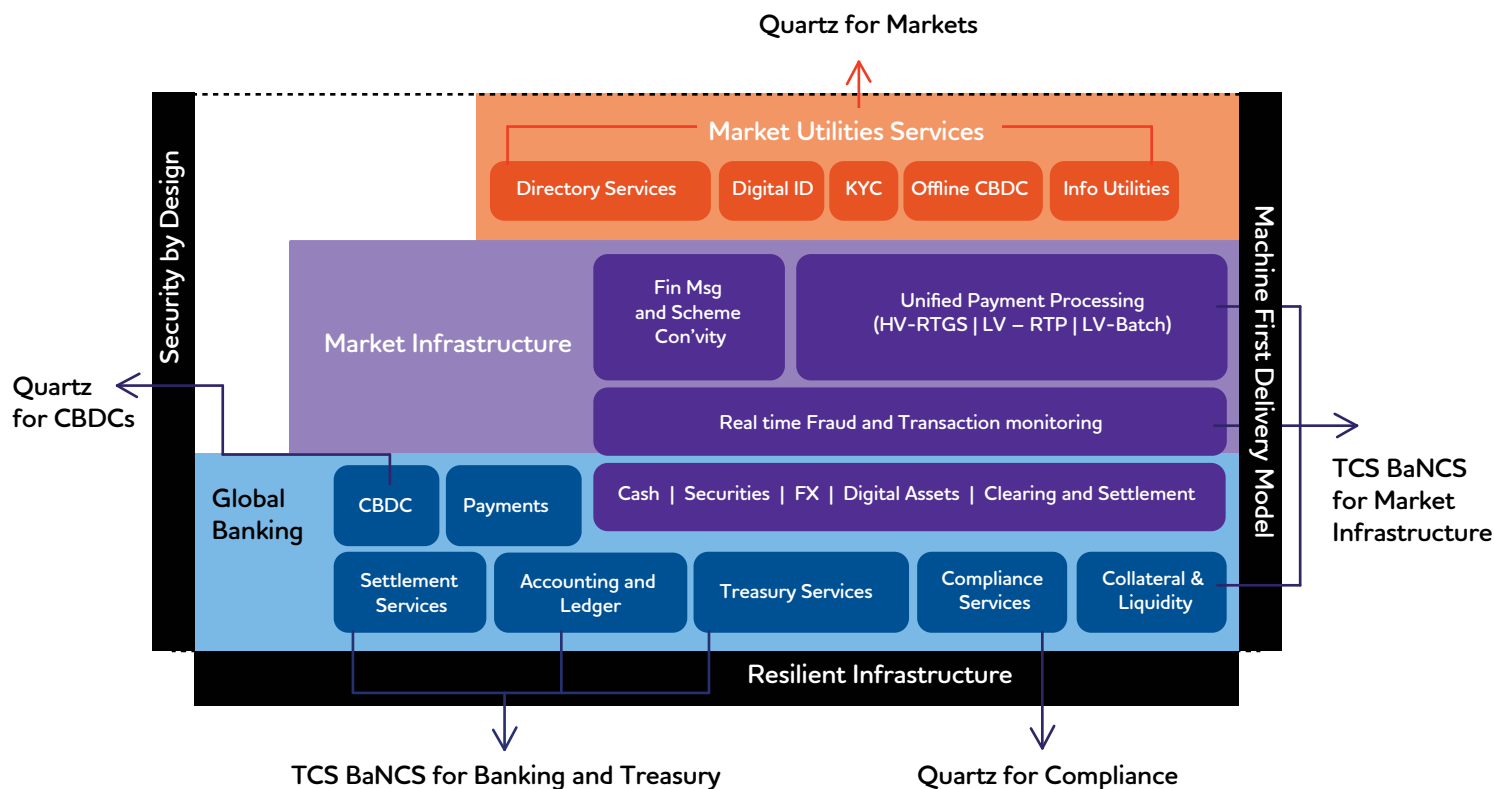 Quartz for Markets
Market Utilities Services
Directory Services
Digital ID
KYC
Offline CBDC
Info Utilities
Security by Design
Machine First Delivery Model
Market Infrastructure
Fin Msg
and Scheme
Con’vity
Unified Payment Processing
(HV-RTGS | LV – RTP | LV-Batch)
Real time Fraud and Transaction monitoring
Quartz
for CBDCs
TCS BaNCS
for Market
Infrastructure
Global
Banking
CBDC
Payments
Cash | Securities | FX | Digital Assets | Clearing and Settlement
Settlement
Services
Accounting and
Ledger
Treasury Services
Compliance
Services
Collateral &
Liquidity
Resilient Infrastructure
TCS BaNCS for Banking and Treasury
Quartz for Compliance